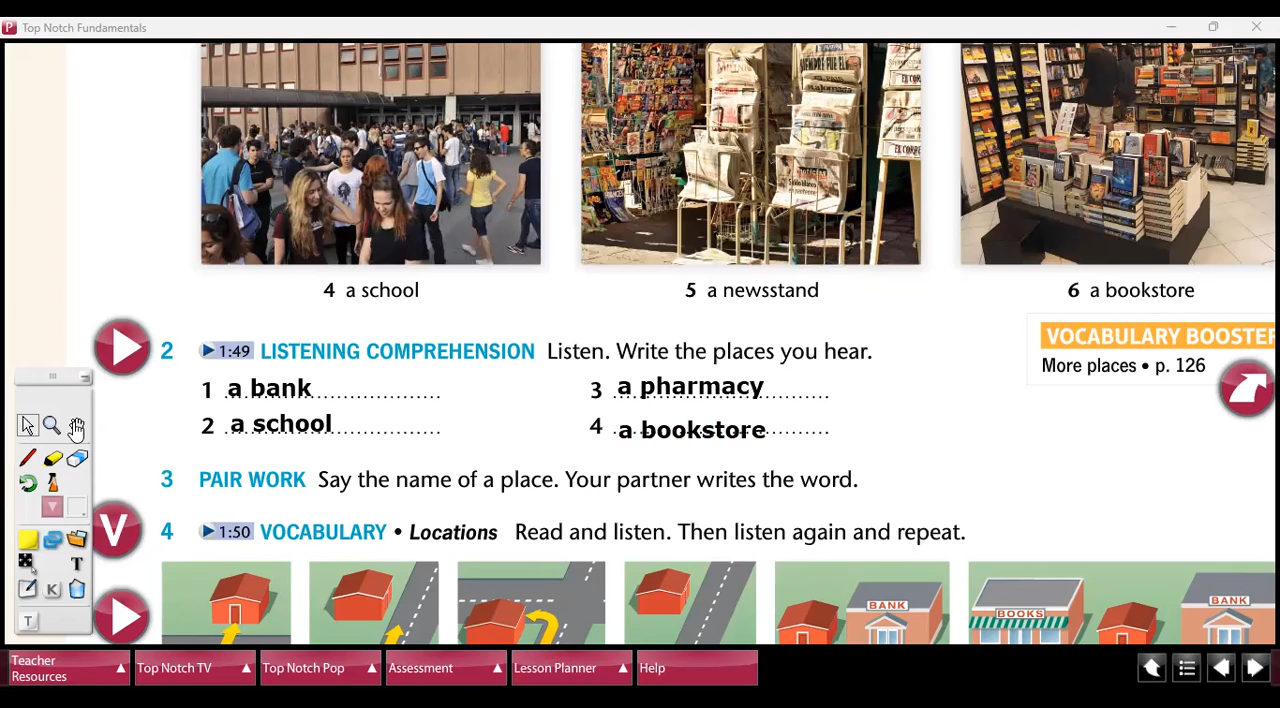 Top Notch Fundamentals
4 a school
5 a newsstand
6 a bookstore
2 1:49 LISTENING COMPREHENSION Listen. Write the places you hear.
VOCABULARY BOOSTER
More places • p. 126
1 a bank
3 a pharmacy
2 a school
4 a bookstore
3 PAIR WORK Say the name of a place. Your partner writes the word.
V
4 1:50 VOCABULARY • Locations Read and listen. Then listen again and repeat.
BANK
BOOKS
BANK
T
K
T
Teacher Resources
Top Notch TV
Top Notch Pop
Assessment
Lesson Planner
Help